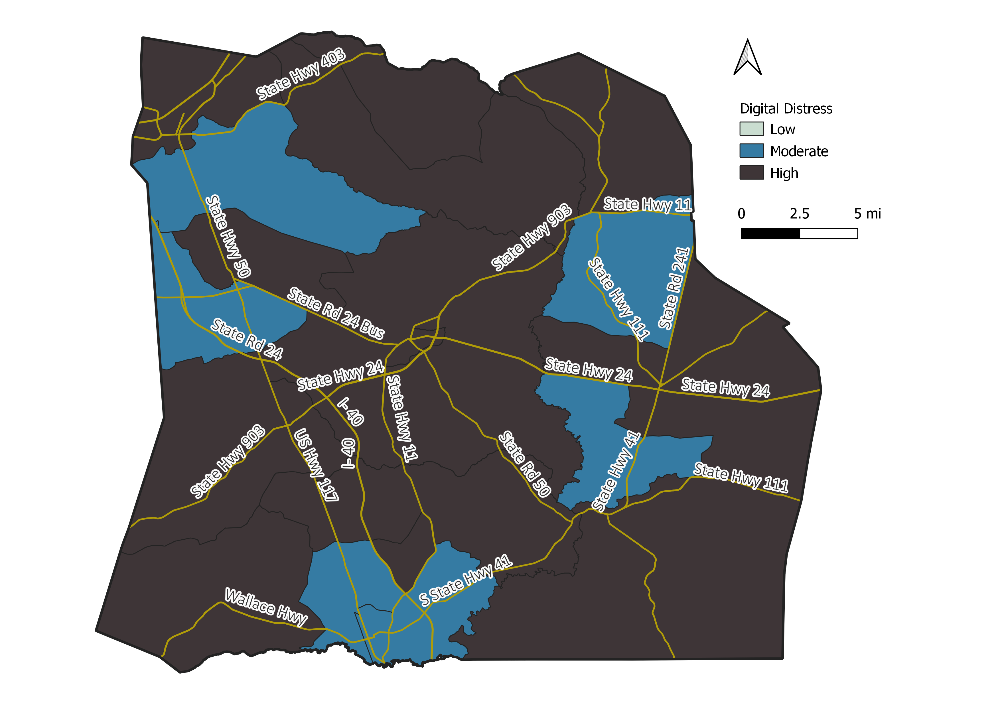 State Hwy 403
Digital Distress
Low
Moderate
High
State Hwy 11
0 2.5 5 mi
State Hwy 903
State Hwy 50
State Hwy 111
State Rd 241
State Rd 24 Bus
State Rd 24
State Hwy 24
State Hwy 24
State Hwy 24
I- 40
State Hwy 11
State Hwy 903
US Hwy 117
I- 40
State Rd 50
State Hwy 41
State Hwy 111
S State Hwy 41
Wallace Hwy